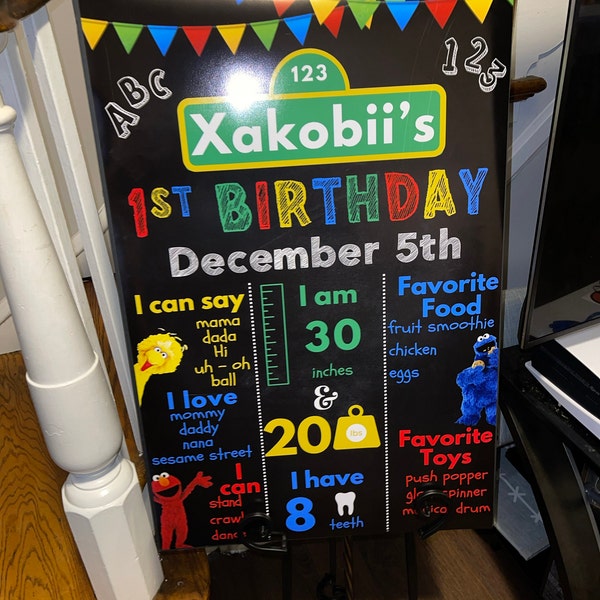 ABC
123
123
Xakobii's
1ST BIRTHDAY
December 5th
I can say
mama
dada
Hi
uh - oh
ball
I love
mommy
daddy
nana
sesame street
I
can
stand
crawl
I am
30
inches
&
20 lbs
I have
8 teeth
Favorite
Food
fruit smoothie
chicken
eggs
Favorite
Toys
push popper
spinner
drum